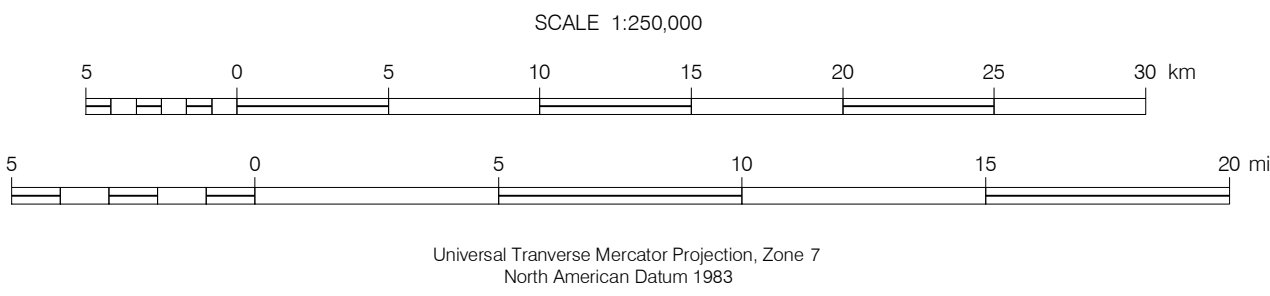 SCALE 1:250,000
5 0 5 10 15 20 25 30 km
5 0 5 10 15 20 mi
Universal Tranverse Mercator Projection, Zone 7
North American Datum 1983